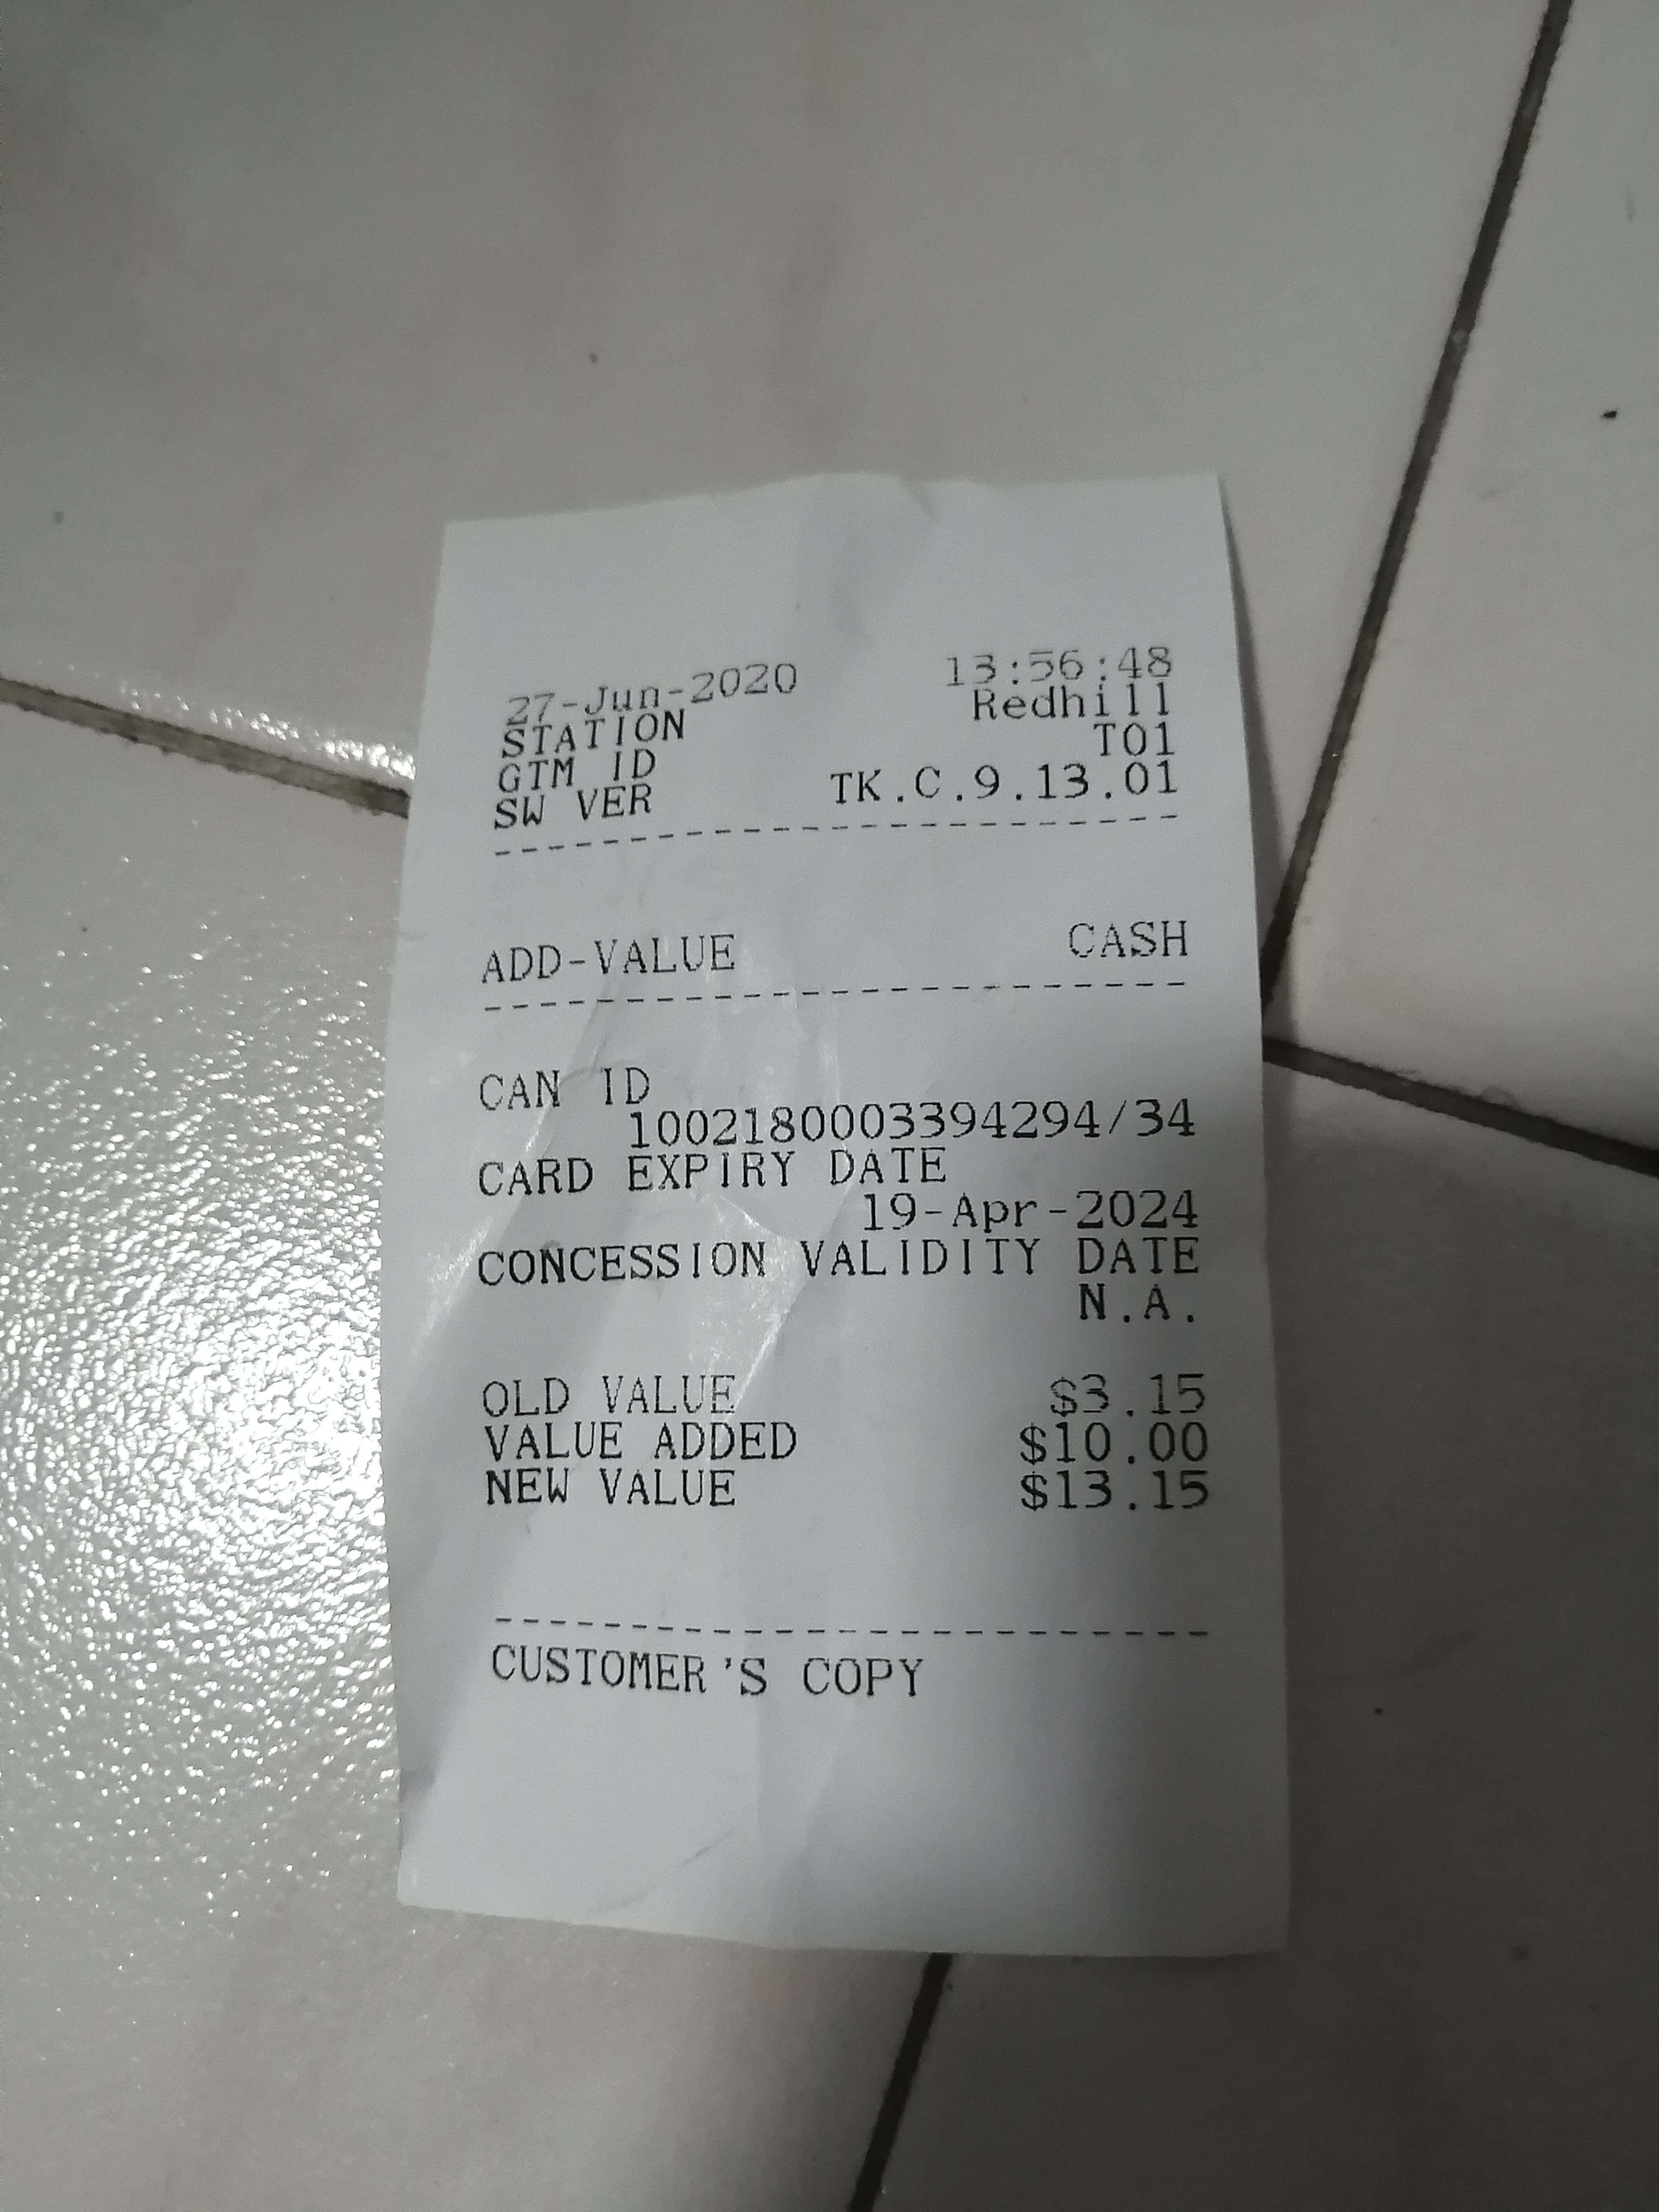 27-Jun-2020 13:56:48
STATION Redhill
GTM ID T01
SW VER TK.C.9.13.01
------------------------
ADD-VALUE CASH
------------------------
CAN ID
1002180003394294/34
CARD EXPIRY DATE
19-Apr-2024
CONCESSION VALIDITY DATE
N.A.
OLD VALUE $3.15
VALUE ADDED $10.00
NEW VALUE $13.15
------------------------
CUSTOMER'S COPY